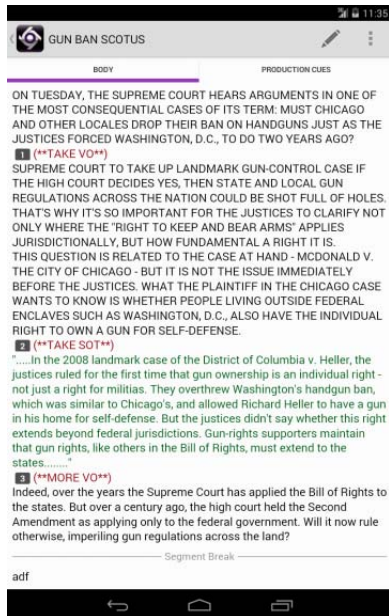 11:35
GUN BAN SCOTUS
BODY PRODUCTION CUES
ON TUESDAY, THE SUPREME COURT HEARS ARGUMENTS IN ONE OF
THE MOST CONSEQUENTIAL CASES OF ITS TERM: MUST CHICAGO
AND OTHER LOCALES DROP THEIR BAN ON HANDGUNS JUST AS THE
JUSTICES FORCED WASHINGTON, D.C., TO DO TWO YEARS AGO?
1 (**TAKE VO**)
SUPREME COURT TO TAKE UP LANDMARK GUN-CONTROL CASE IF
THE HIGH COURT DECIDES YES, THEN STATE AND LOCAL GUN
REGULATIONS ACROSS THE NATION COULD BE SHOT FULL OF HOLES.
THAT'S WHY IT'S SO IMPORTANT FOR THE JUSTICES TO CLARIFY NOT
ONLY WHERE THE "RIGHT TO KEEP AND BEAR ARMS" APPLIES
JURISDICTIONALLY, BUT HOW FUNDAMENTAL A RIGHT IT IS.
THIS QUESTION IS RELATED TO THE CASE AT HAND - MCDONALD V.
THE CITY OF CHICAGO - BUT IT IS NOT THE ISSUE IMMEDIATELY
BEFORE THE JUSTICES. WHAT THE PLAINTIFF IN THE CHICAGO CASE
WANTS TO KNOW IS WHETHER PEOPLE LIVING OUTSIDE FEDERAL
ENCLAVES SUCH AS WASHINGTON, D.C., ALSO HAVE THE INDIVIDUAL
RIGHT TO OWN A GUN FOR SELF-DEFENSE.
2 (**TAKE SOT**)
".....In the 2008 landmark case of the District of Columbia v. Heller, the
justices ruled for the first time that gun ownership is an individual right -
not just a right for militias. They overthrew Washington's handgun ban,
which was similar to Chicago's, and allowed Richard Heller to have a gun
in his home for self-defense. But the justices didn't say whether this right
extends beyond federal jurisdictions. Gun-rights supporters maintain
that gun rights, like others in the Bill of Rights, must extend to the
states........"
3 (**MORE VO**)
Indeed, over the years the Supreme Court has applied the Bill of Rights to
the states. But over a century ago, the high court held the Second
Amendment as applying only to the federal government. Will it now rule
otherwise, imperiling gun regulations across the land?
Segment Break
adf